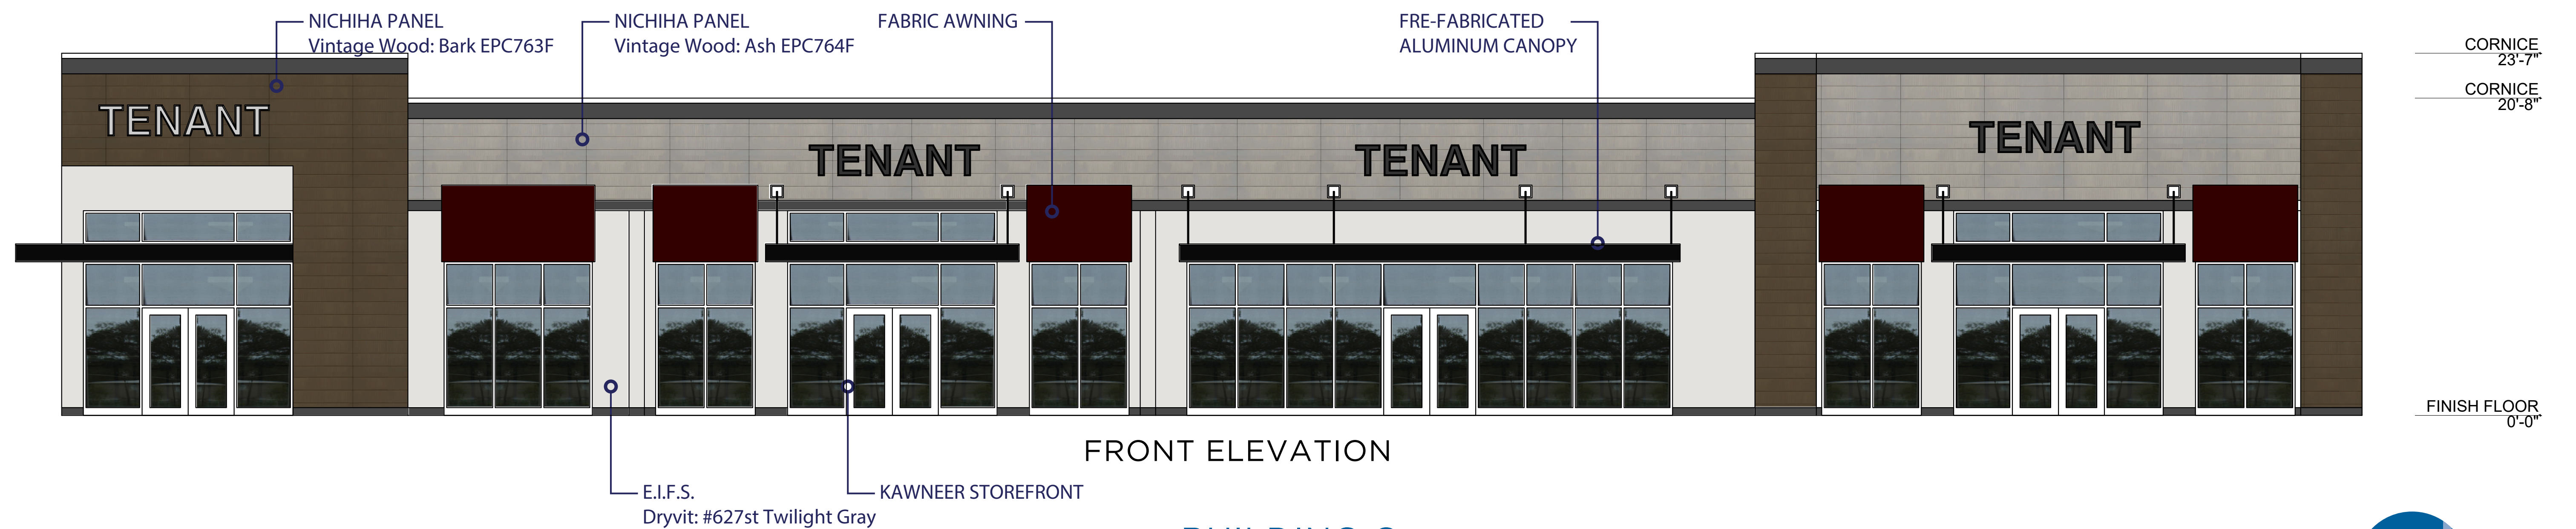 NICHIHA PANEL
Vintage Wood: Bark EPC763F
NICHIHA PANEL
Vintage Wood: Ash EPC764F
FABRIC AWNING
FRE-FABRICATED
ALUMINUM CANOPY
CORNICE
23'-7"
CORNICE
20'-8"
TENANT
TENANT
TENANT
TENANT
FINISH FLOOR
0'-0"
FRONT ELEVATION
E.I.F.S.
Dryvit: #627st Twilight Gray
KAWNEER STOREFRONT